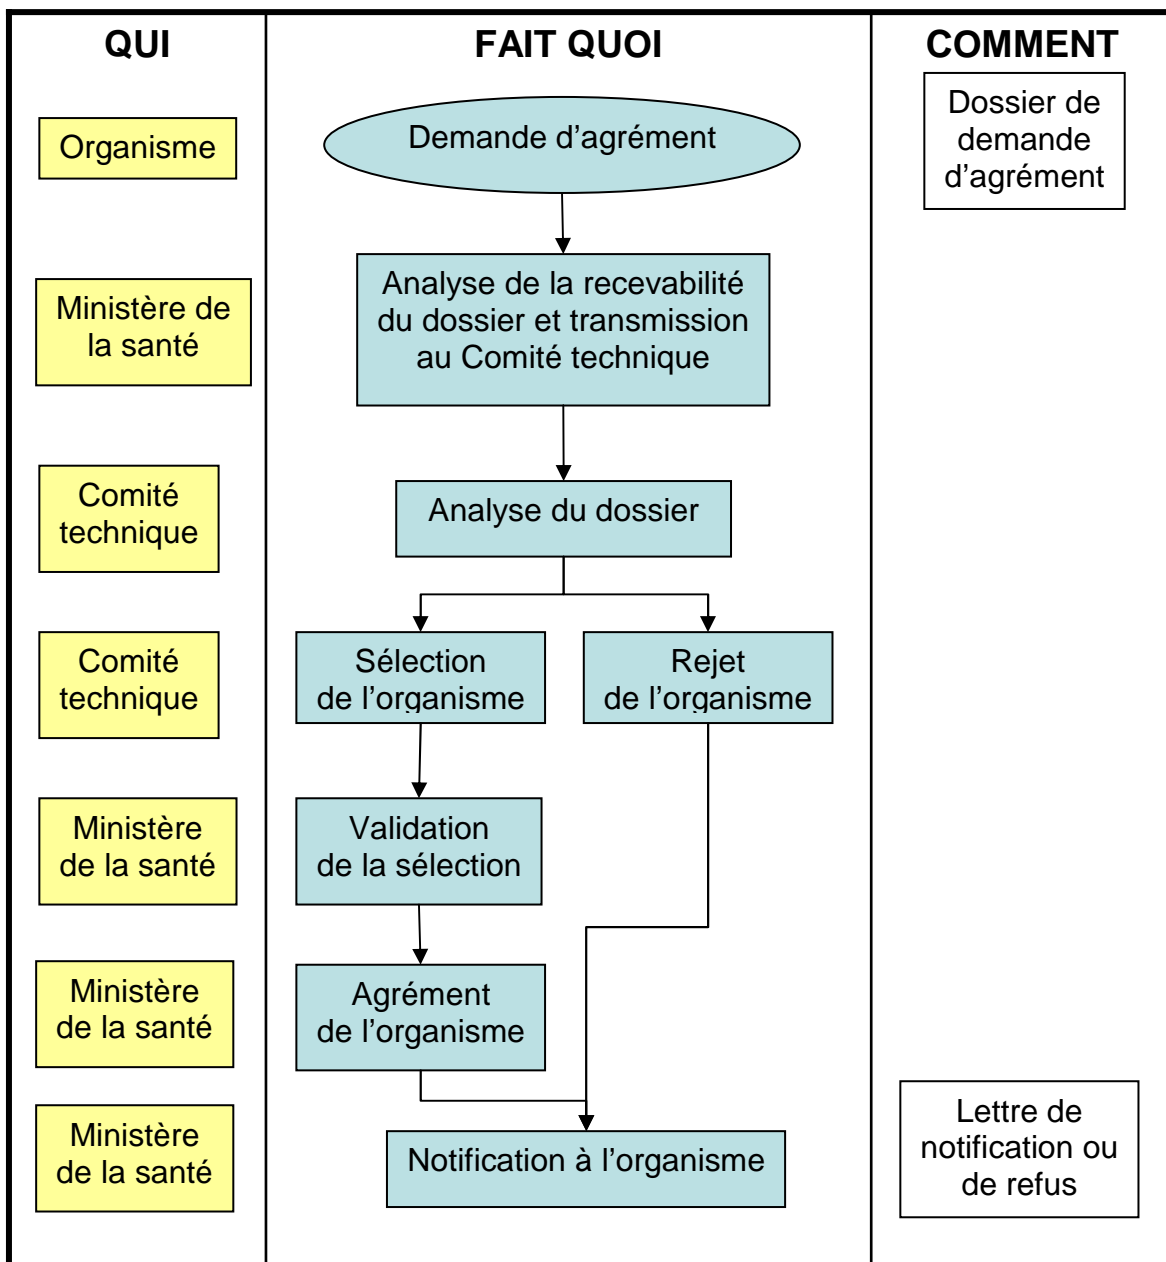 QUI
FAIT QUOI
COMMENT
Organisme
Demande d’agrément
Dossier de
demande
d’agrément
Ministère de
la santé
Analyse de la recevabilité
du dossier et transmission
au Comité technique
Comité
technique
Analyse du dossier
Comité
technique
Sélection
de l’organisme
Rejet
de l’organisme
Ministère
de la santé
Validation
de la sélection
Ministère
de la santé
Agrément
de l’organisme
Ministère
de la santé
Notification à l’organisme
Lettre de
notification ou
de refus